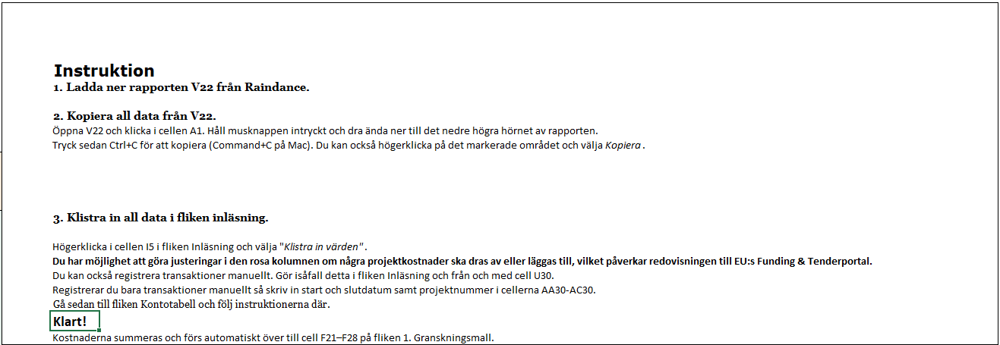 Instruktion
1. Ladda ner rapporten V22 från Raindance.
2. Kopiera all data från V22.
Öppna V22 och klicka i cellen A1. Håll musknappen intryckt och dra ända ner till det nedre högra hörnet av rapporten.
Tryck sedan Ctrl+C för att kopiera (Command+C på Mac). Du kan också högerklicka på det markerade området och välja Kopiera .
3. Klistra in all data i fliken inläsning.
Högerklicka i cellen I5 i fliken Inläsning och välja "Klistra in värden" .
Du har möjlighet att göra justeringar i den rosa kolumnen om några projektkostnader ska dras av eller läggas till, vilket påverkar redovisningen till EU:s Funding & Tenderportal.
Du kan också registrera transaktioner manuellt. Gör isåfall detta i fliken Inläsning och från och med cell U30.
Registrerar du bara transaktioner manuellt så skriv in start och slutdatum samt projektnummer i cellerna AA30-AC30.
Gå sedan till fliken Kontotabell och följ instruktionerna där.
Klart!
Kostnaderna summeras och förs automatiskt över till cell F21–F28 på fliken 1. Granskningsmall.